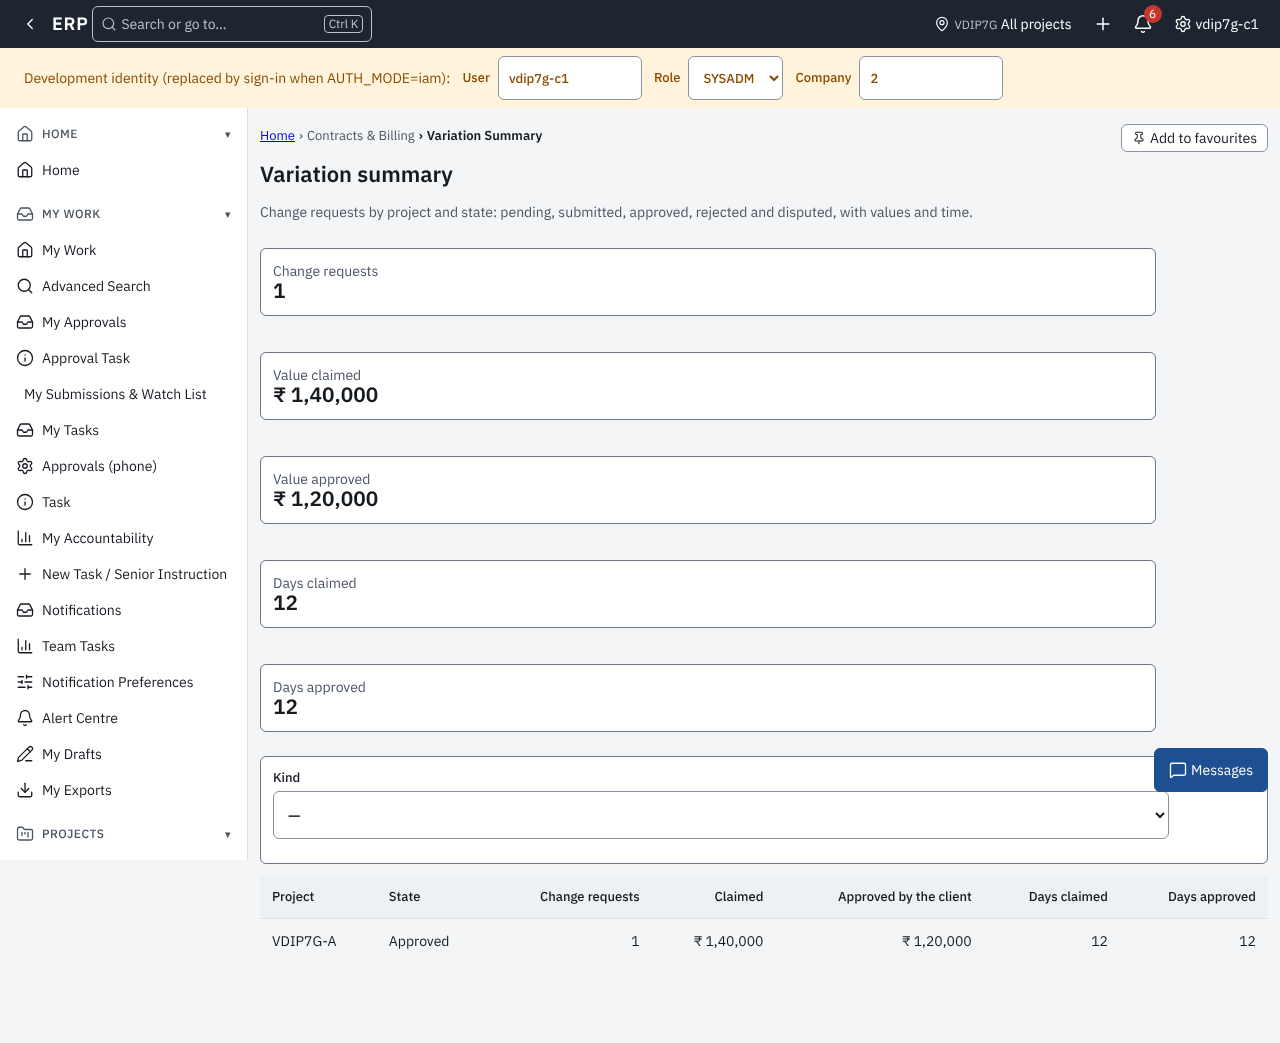 ERP
Search or go to...
Ctrl K
VDIP7G All projects
6
vdip7g-c1
Development identity (replaced by sign-in when AUTH_MODE=iam): User vdip7g-c1 Role SYSADM Company 2
HOME
Home
MY WORK
My Work
Advanced Search
My Approvals
Approval Task
My Submissions & Watch List
My Tasks
Approvals (phone)
Task
My Accountability
New Task / Senior Instruction
Notifications
Team Tasks
Notification Preferences
Alert Centre
My Drafts
My Exports
PROJECTS
Home › Contracts & Billing › Variation Summary
Add to favourites
Variation summary
Change requests by project and state: pending, submitted, approved, rejected and disputed, with values and time.
Change requests
1
Value claimed
₹ 1,40,000
Value approved
₹ 1,20,000
Days claimed
12
Days approved
12
Messages
Kind
—
Project State Change requests Claimed Approved by the client Days claimed Days approved
VDIP7G-A Approved 1 ₹ 1,40,000 ₹ 1,20,000 12 12